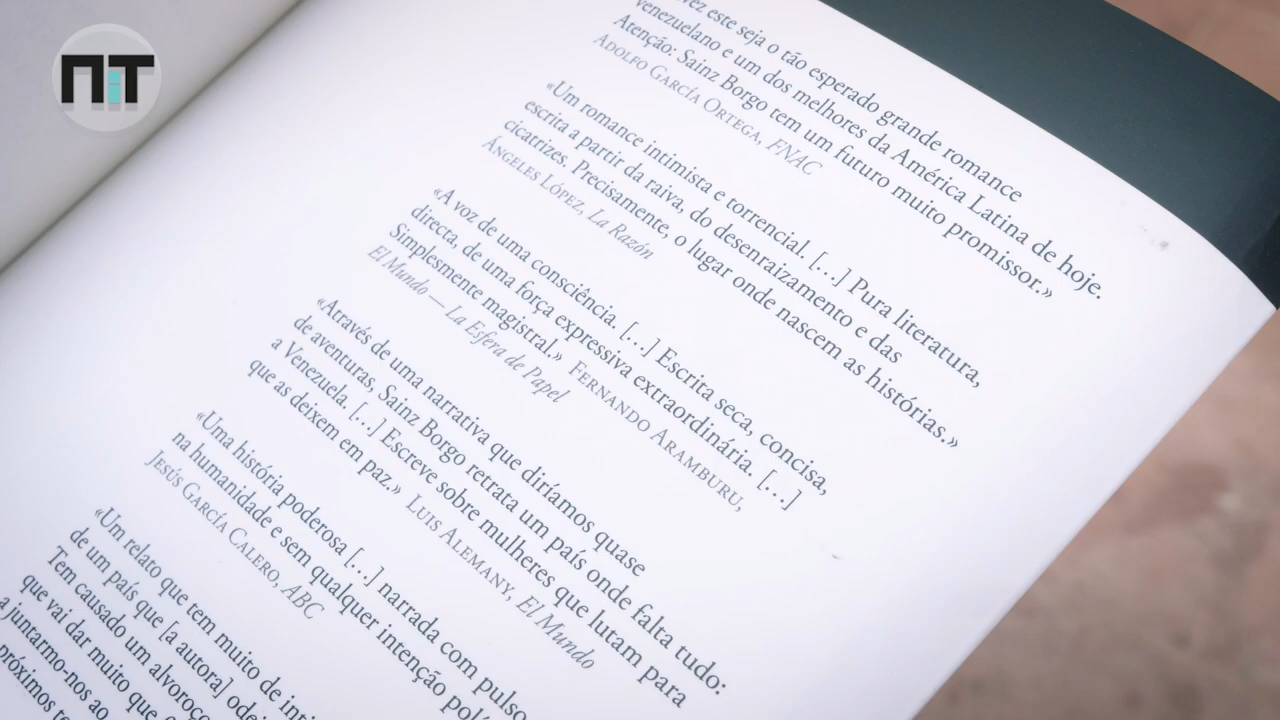 NiT
vez este seja o tão esperado grande romance
venezuelano e um dos melhores da América Latina de hoje.
Atenção: Sainz Borgo tem um futuro muito promissor.»
ADOLFO GARCÍA ORTEGA, FNAC
«Um romance intimista e torrencial. [...] Pura literatura,
escrita a partir da raiva, do desenraizamento e das
cicatrizes. Precisamente, o lugar onde nascem as histórias.»
ÁNGELES LÓPEZ, La Razón
«A voz de uma consciência. [...] Escrita seca, concisa,
directa, de uma força expressiva extraordinária. [...]
Simplesmente magistral.» FERNANDO ARAMBURU,
El Mundo — La Esfera de Papel
«Através de uma narrativa que diríamos quase
de aventuras, Sainz Borgo retrata um país onde falta tudo:
a Venezuela. [...] Escreve sobre mulheres que lutam para
que as deixem em paz.» LUIS ALEMANY, El Mundo
«Uma história poderosa [...] narrada com pulso
na humanidade e sem qualquer intenção
JESÚS GARCÍA CALERO, ABC
«Um relato que tem muito de
de um país que [a autora]
Tem causado um alvoroço
que vai dar muito que
a juntarmo-nos ao
próximos